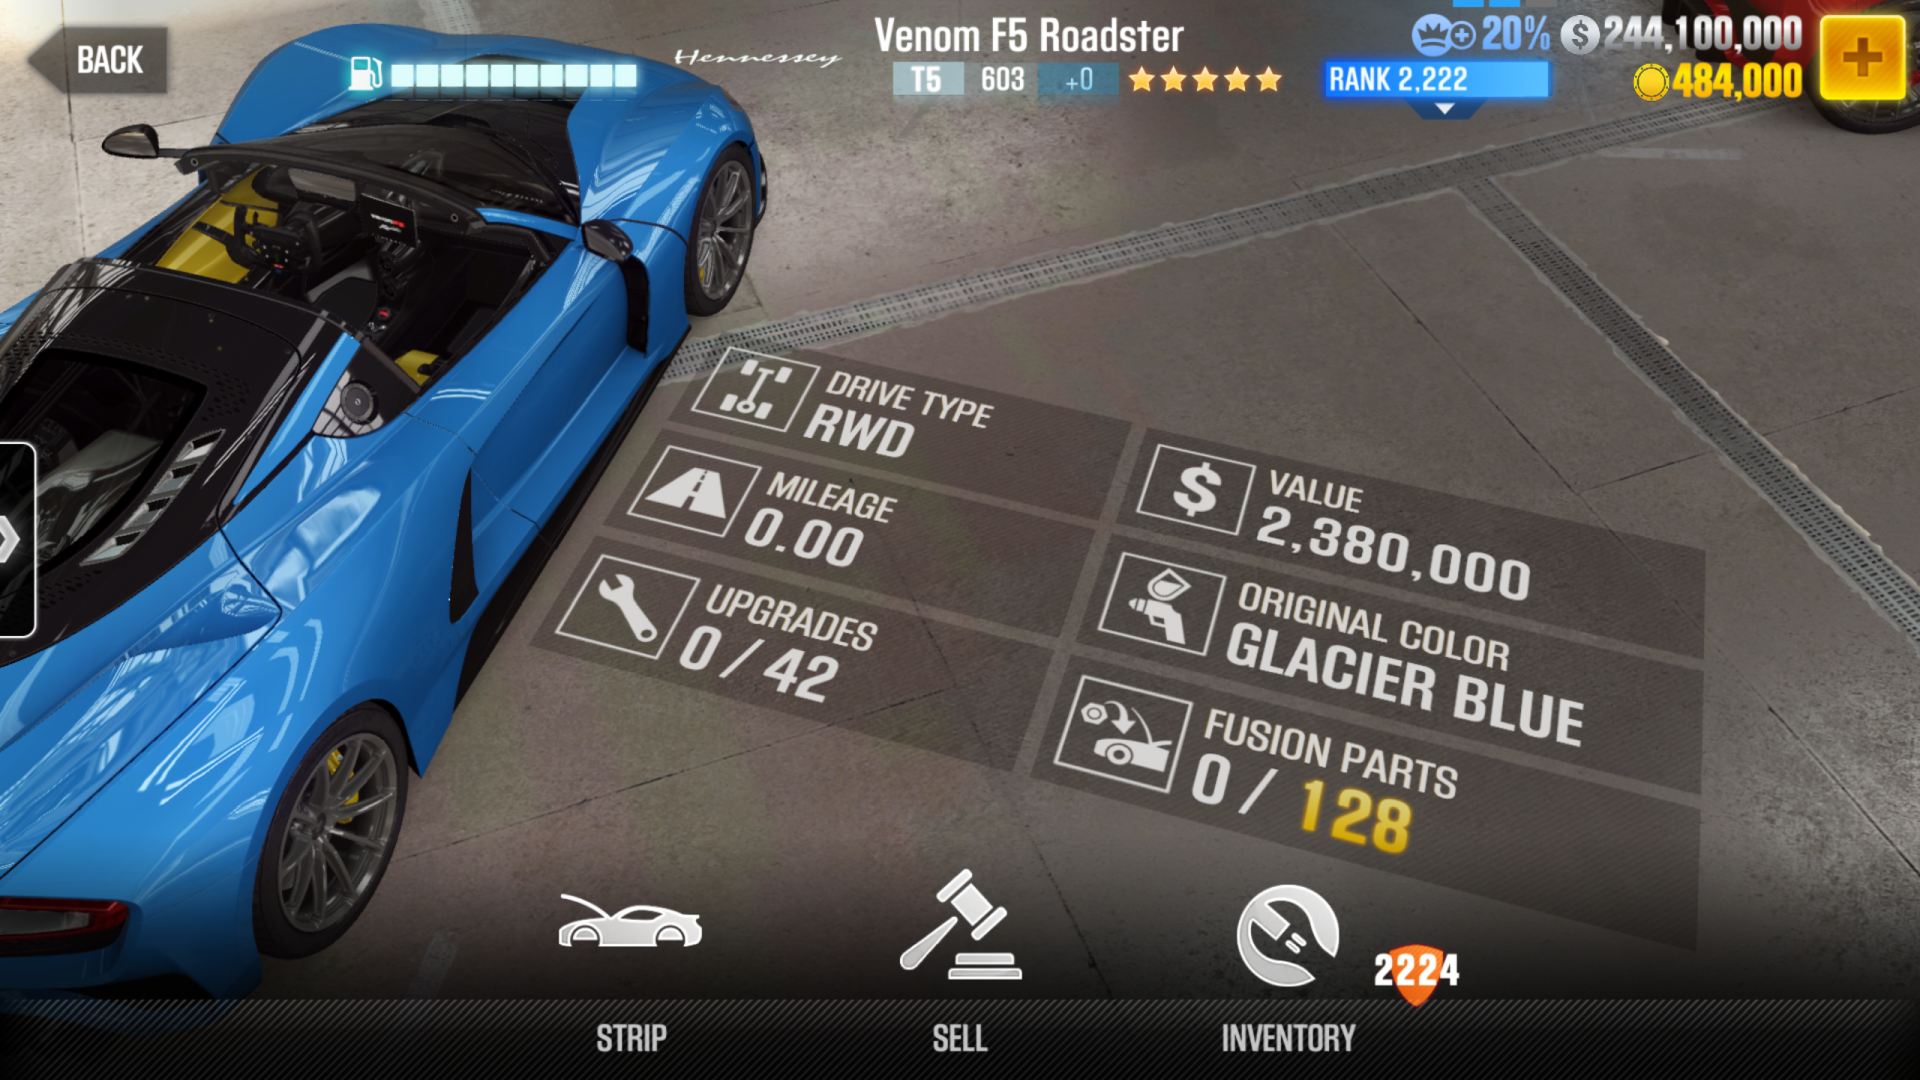 BACK
Hennessey
Venom F5 Roadster
T5 603 +0
20%
RANK 2,222
244,100,000
484,000
DRIVE TYPE
RWD
MILEAGE
0.00
UPGRADES
0/42
VALUE
2,380,000
ORIGINAL COLOR
GLACIER BLUE
FUSION PARTS
0/ 128
STRIP
SELL
INVENTORY
2224